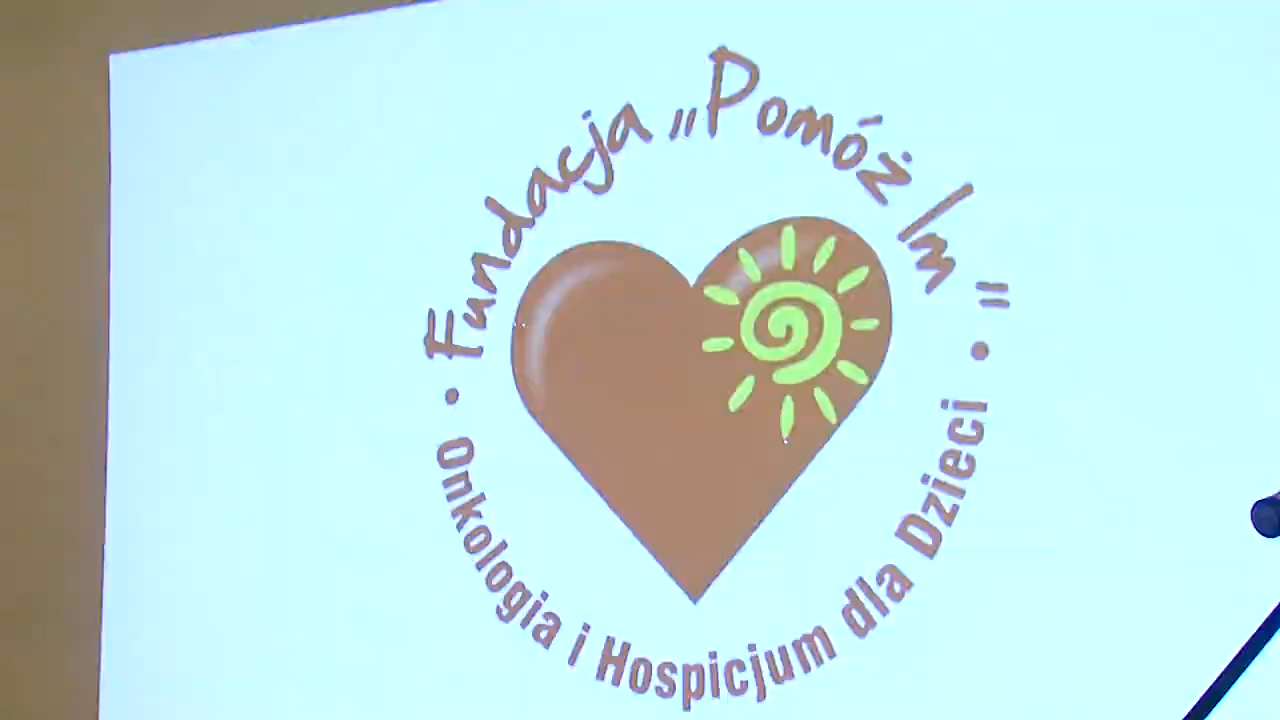 Fundacja „Pomóż Im"
• Onkologia i Hospicjum dla Dzieci •